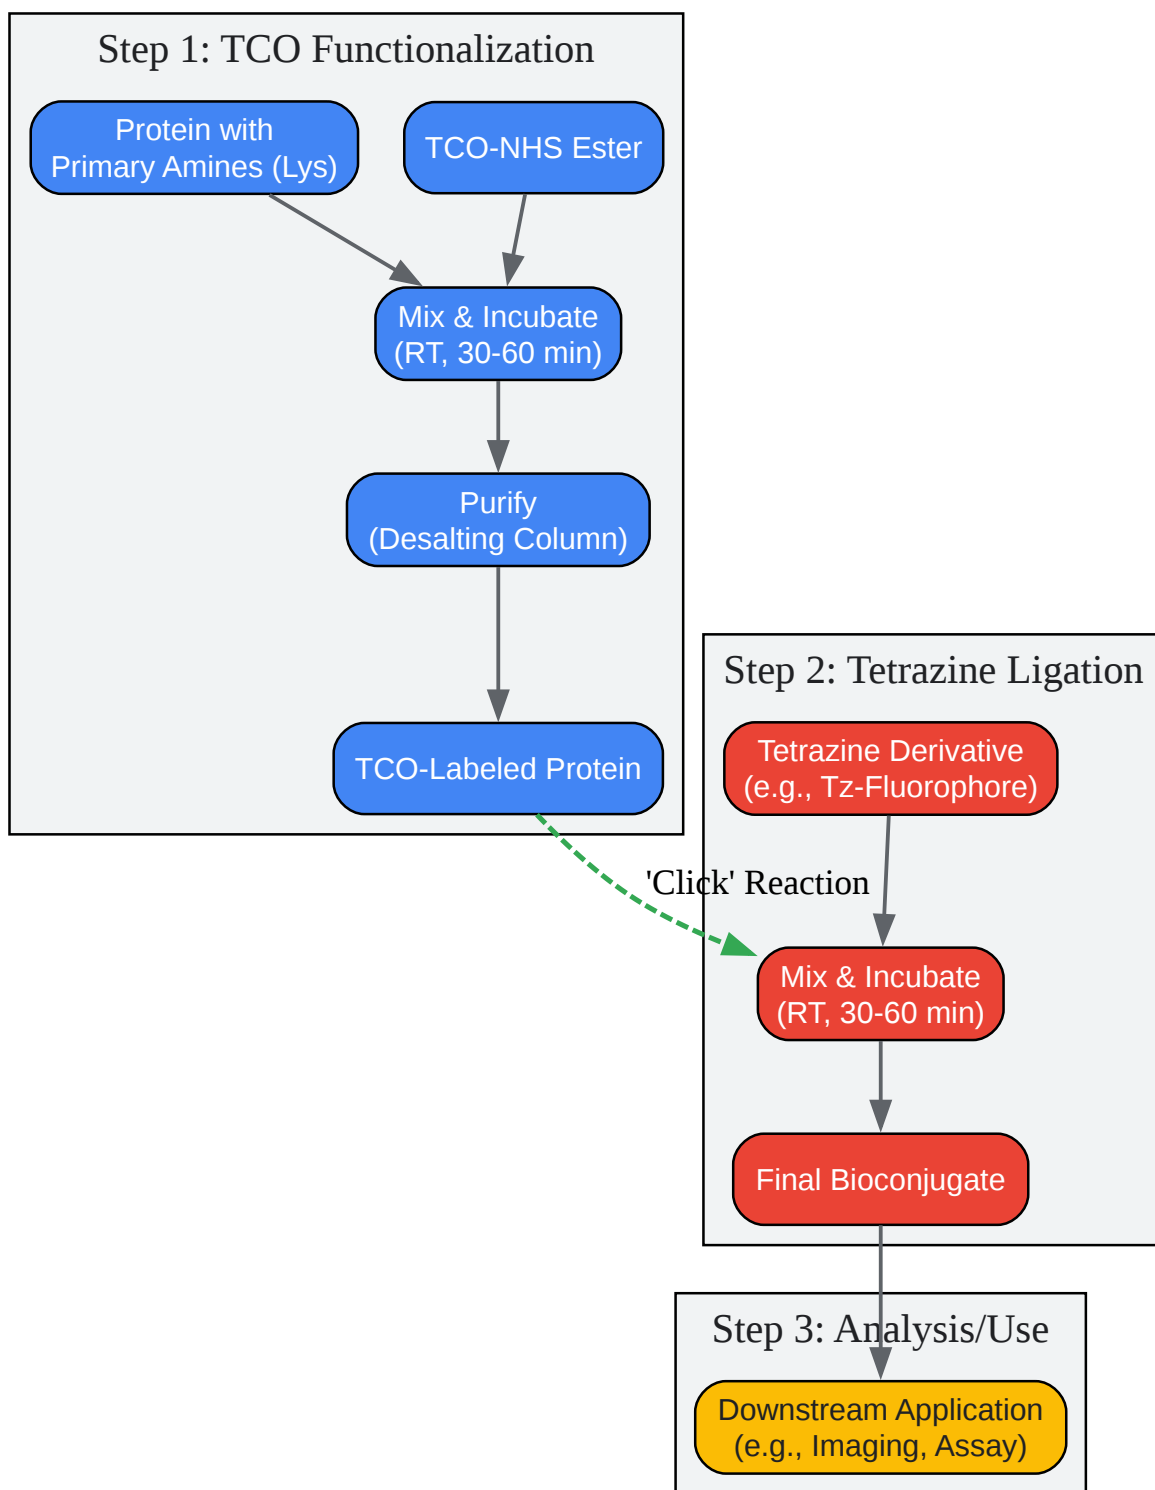 Step 1: TCO Functionalization
Protein with
Primary Amines (Lys)
TCO-NHS Ester
Mix & Incubate
(RT, 30-60 min)
Purify
(Desalting Column)
TCO-Labeled Protein
'Click' Reaction
Step 2: Tetrazine Ligation
Tetrazine Derivative
(e.g., Tz-Fluorophore)
Mix & Incubate
(RT, 30-60 min)
Final Bioconjugate
Step 3: Analysis/Use
Downstream Application
(e.g., Imaging, Assay)